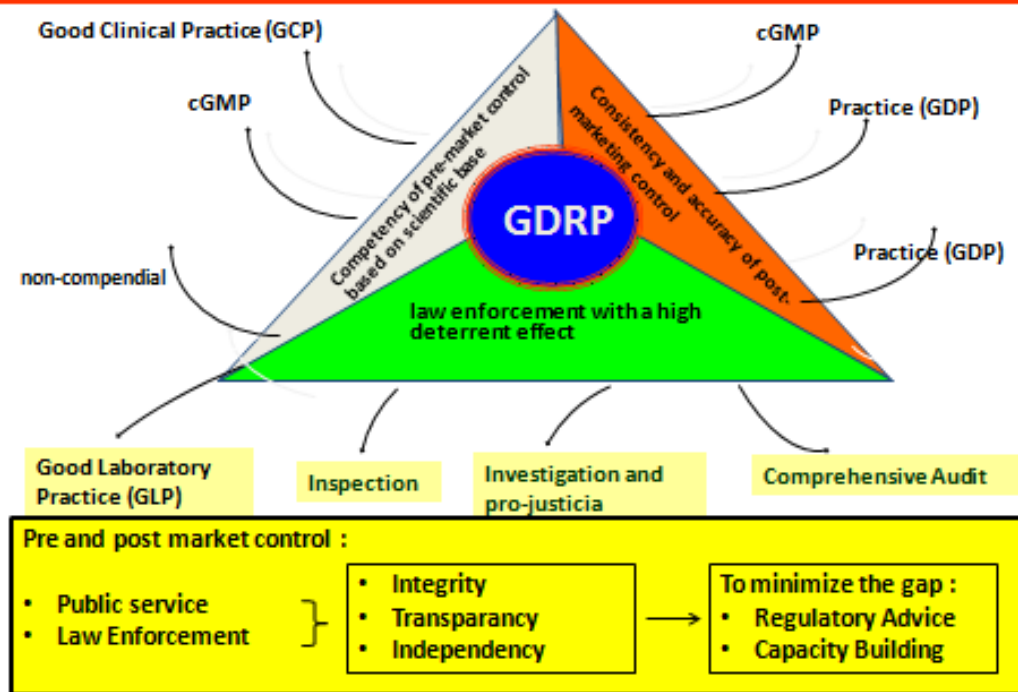 Good Clinical Practice (GCP)
cGMP
cGMP
Practice (GDP)
non-compendial
Practice (GDP)
Competency of pre-market control
based on scientific base
Consistency and accuracy of post-
marketing control
GDRP
law enforcement with a high
deterrent effect
Good Laboratory
Practice (GLP)
Inspection
Investigation and
pro-justicia
Comprehensive Audit
Pre and post market control :
• Public service
• Law Enforcement
• Integrity
• Transparancy
• Independency
To minimize the gap :
• Regulatory Advice
• Capacity Building